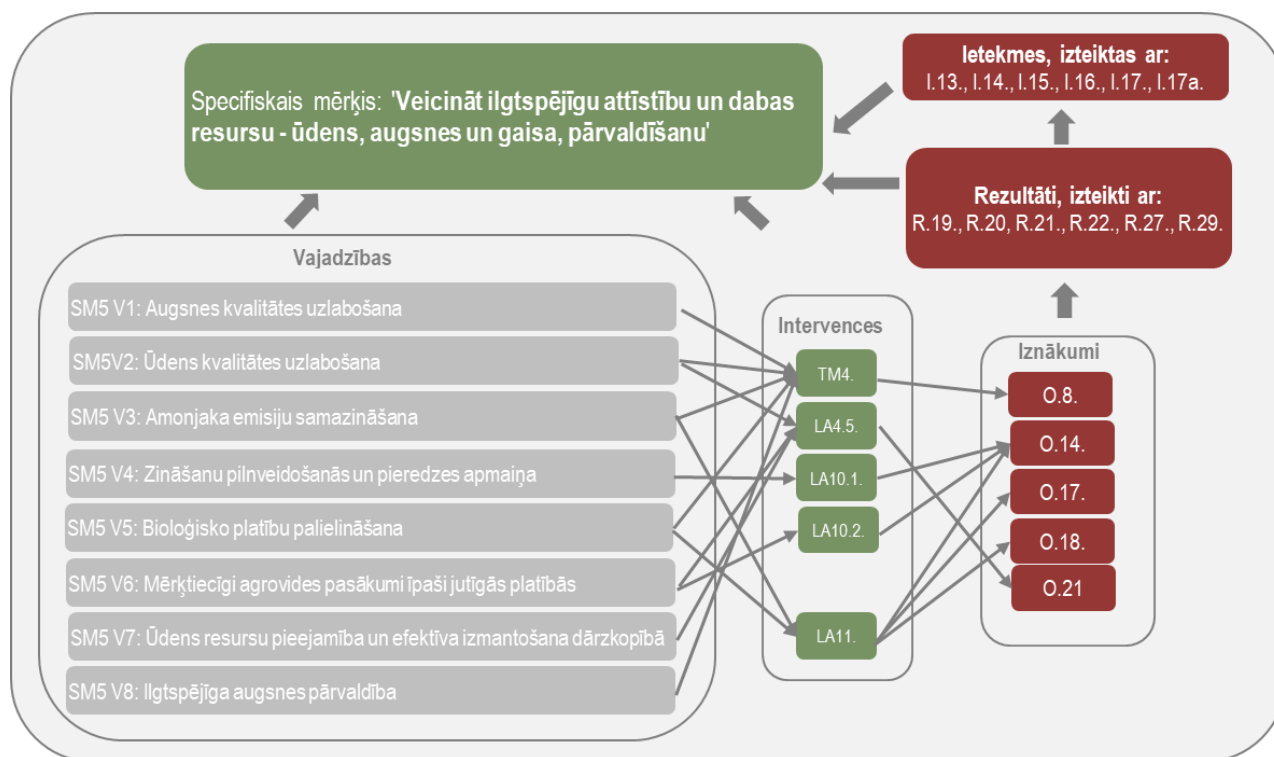 Specifiskais mērķis: 'Veicināt ilgtspējīgu attīstību un dabas
resursu - ūdens, augsnes un gaisa, pārvaldīšanu'
Ietekmes, izteiktas ar:
I.13., I.14., I.15., I.16., I.17., I.17a.
Rezultāti, izteikti ar:
R.19., R.20, R.21., R.22., R.27., R.29.
Vajadzības
SM5 V1: Augsnes kvalitātes uzlabošana
SM5V2: Ūdens kvalitātes uzlabošana
SM5 V3: Amonjaka emisiju samazināšana
SM5 V4: Zināšanu pilnveidošanās un pieredzes apmaiņa
SM5 V5: Bioloģisko platību palielināšana
SM5 V6: Mērķtiecīgi agrovides pasākumi īpaši jutīgās platībās
SM5 V7: Ūdens resursu pieejamība un efektīva izmantošana dārzkopībā
SM5 V8: Ilgtspējīga augsnes pārvaldība
Intervences
TM4.
LA4.5.
LA10.1.
LA10.2.
LA11.
Iznākumi
O.8.
O.14.
O.17.
O.18.
O.21